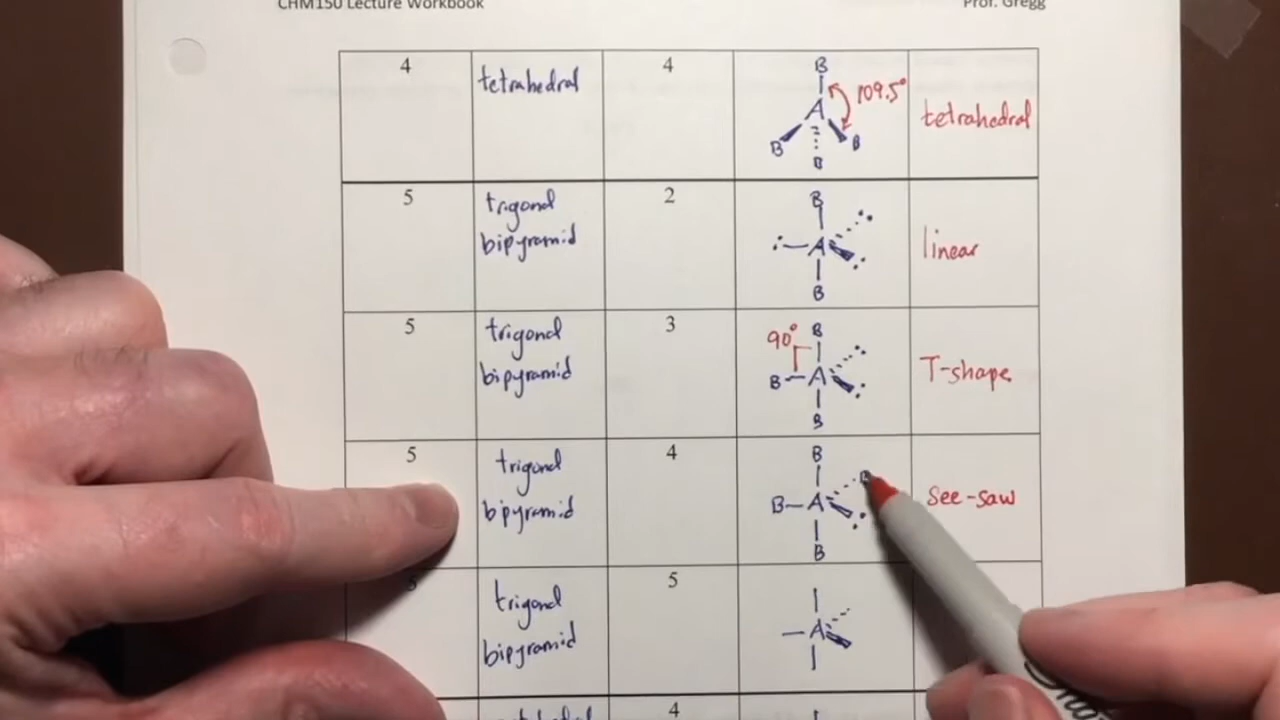 CHM150 Lecture Workbook
Prof. Gregg
4
tetrahedral
4
B
A
109.5°
B
B
B
tetrahedral
5
trigonal
bipyramid
2
B
A
B
linear
5
trigonal
bipyramid
3
90°
B
B
A
B
T-shape
5
trigonal
bipyramid
4
B
B
B
A
B
See-saw
5
trigonal
bipyramid
5
A
4